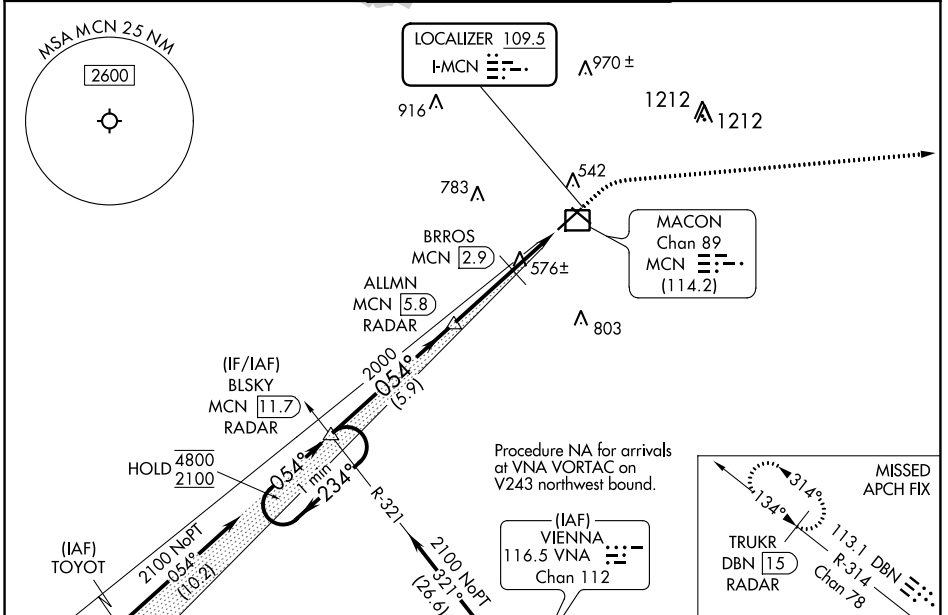 MSA MCN 25 NM
2600
LOCALIZER 109.5
I-MCN
970 ±
916
1212
1212
542
783
MACON
Chan 89
MCN
(114.2)
BRROS
MCN 2.9
576±
ALLMN
MCN 5.8
RADAR
803
2000
054°
(5.9)
(IF/IAF)
BLSKY
MCN 11.7
RADAR
HOLD 4800
2100
054°
1 min
234°
R-321
Procedure NA for arrivals
at VNA VORTAC on
V243 northwest bound.
(IAF)
TOYOT
2100 NoPT
054°
(10.2)
2100 NoPT
321°
(26.6)
(IAF)
VIENNA
116.5 VNA
Chan 112
MISSED
APCH FIX
314°
134°
TRUKR
DBN 15
RADAR
113.1 DBN
R-314
Chan 78